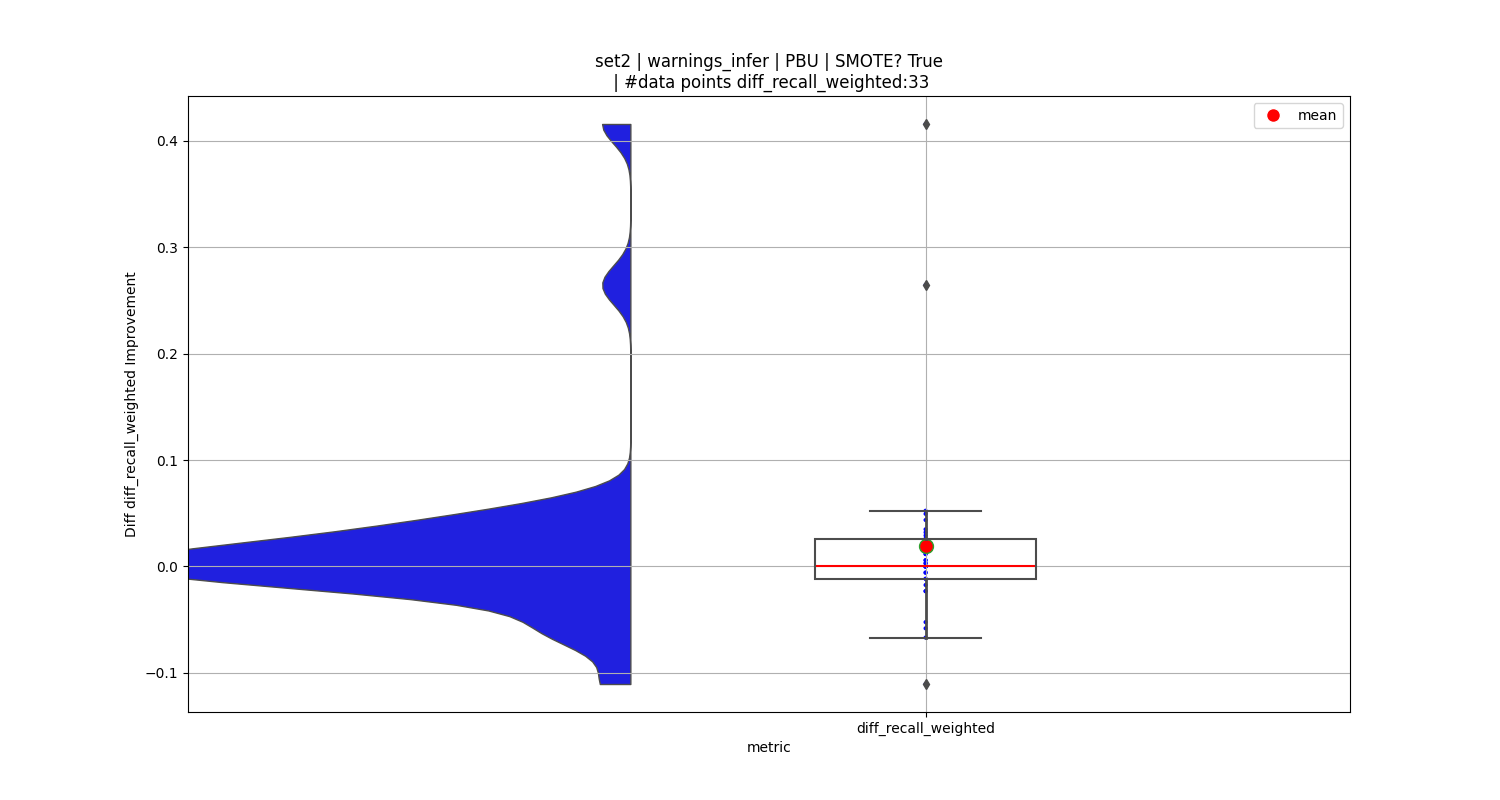 set2 | warnings_infer | PBU | SMOTE? True
| #data points diff_recall_weighted:33
mean
0.4
0.3
0.2
0.1
0.0
−0.1
Diff diff_recall_weighted Improvement
diff_recall_weighted
metric